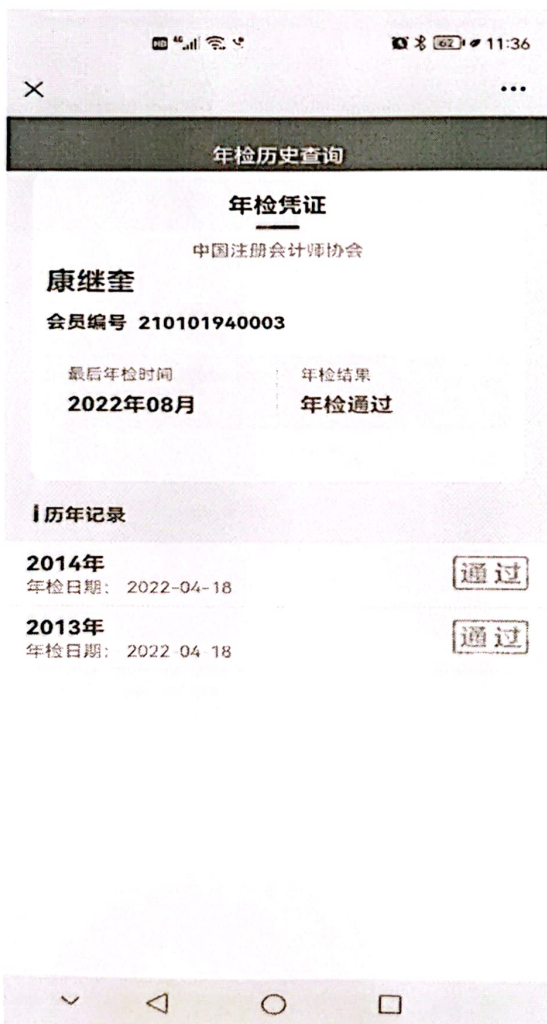 HD 4G 62 11:36
年检历史查询
年检凭证
中国注册会计师协会
康继奎
会员编号 210101940003
最后年检时间 年检结果
2022年08月 年检通过
历年记录
2014年
年检日期: 2022-04-18 通过
2013年
年检日期: 2022-04-18 通过